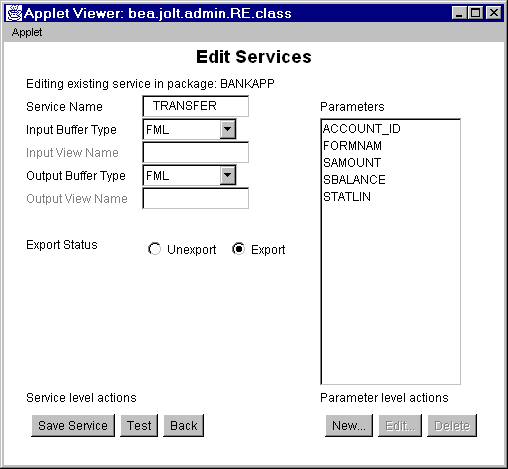 Applet Viewer: bea.jolt.admin.RE.class
Applet
Edit Services
Editing existing service in package: BANKAPP
Service Name TRANSFER
Parameters
Input Buffer Type FML
Input View Name
Output Buffer Type FML
Output View Name
ACCOUNT_ID
FORMNAM
SAMOUNT
SBALANCE
STATLIN
Export Status Unexport Export
Service level actions
Parameter level actions
Save Service Test Back
New... Edit... Delete